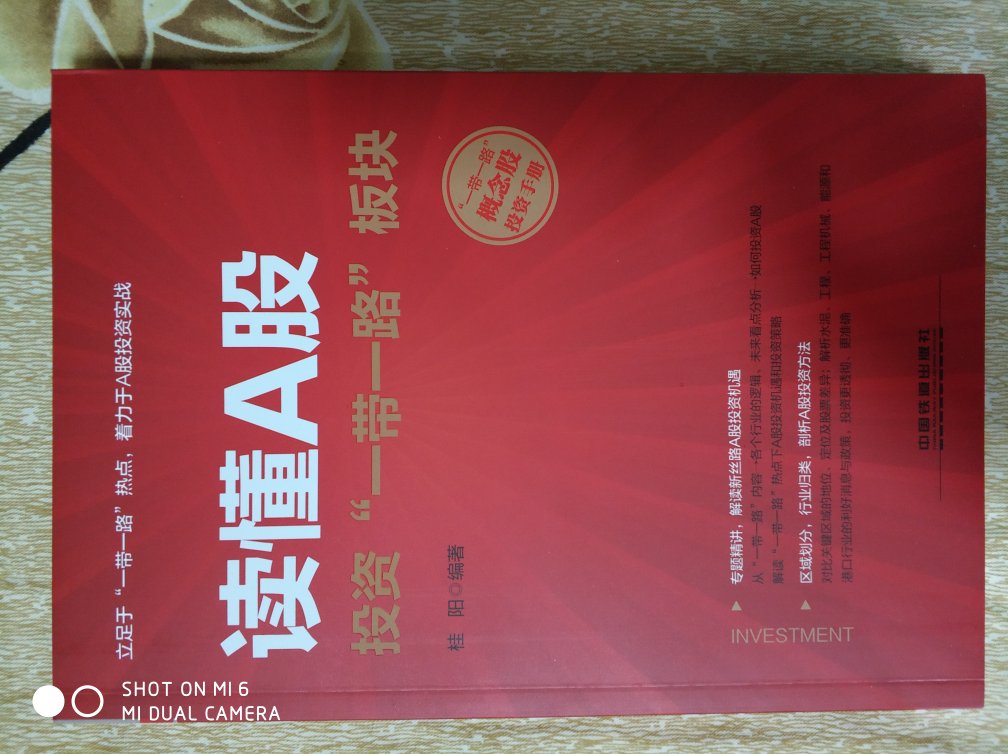 立足于“一带一路”热点，着力于A股投资实战
读懂A股
投资“一带一路”板块
“一带一路”
概念股
投资手册
桂 阳◎编著
INVESTMENT
▲ 专题精讲，解读新丝路A股投资机遇
从“一带一路”内容→各个行业的逻辑、未来看点分析→如何投资A股
解读“一带一路”热点下A股投资机遇和投资策略
▲ 区域划分，行业归类，剖析A股投资方法
对比关键区域的地位、定位及股票差异；解析水泥、工程、工程机械、能源和
港口行业的利好消息与政策，投资更透彻、更准确
中国铁道出版社
SHOT ON MI 6
MI DUAL CAMERA